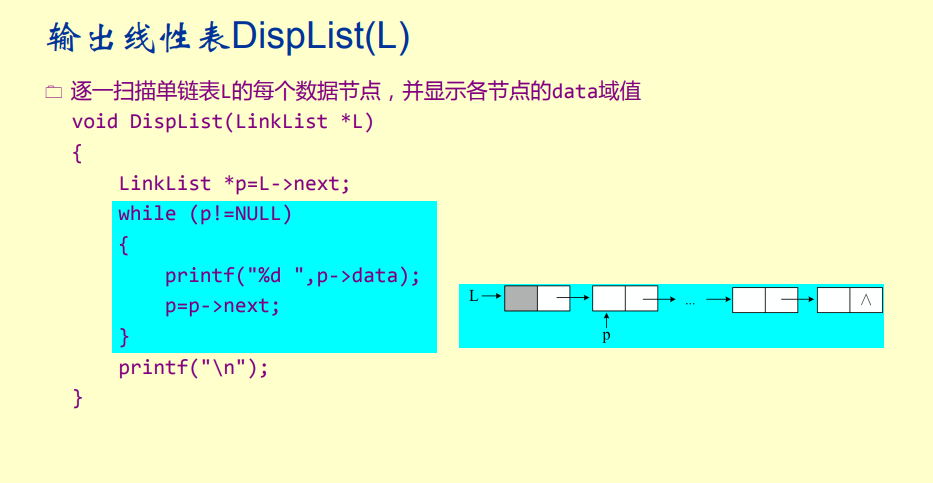 输出线性表DispList(L)
逐一扫描单链表L的每个数据节点，并显示各节点的data域值
void DispList(LinkList *L)
{
LinkList *p=L->next;
while (p!=NULL)
{
printf("%d ",p->data);
p=p->next;
}
printf("\n");
}
L ... ∧
p